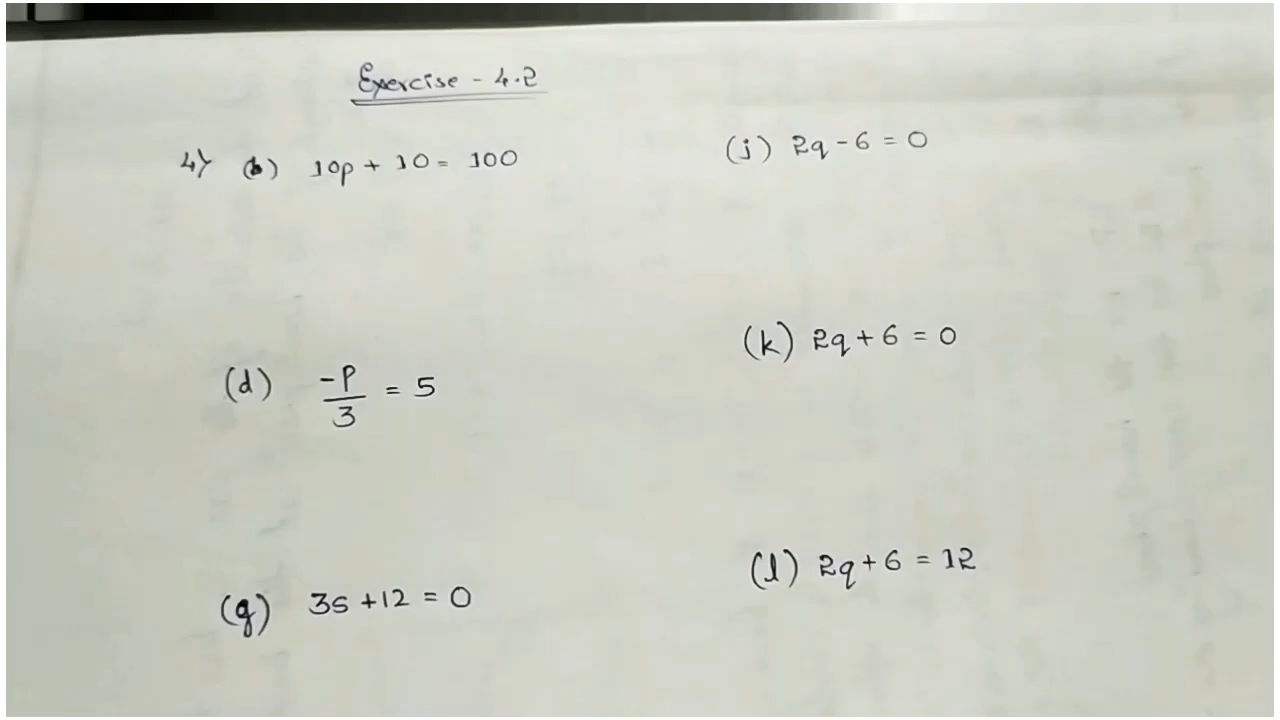 Exercise - 4.2
4) (b) 10p + 10 = 100
(d) -P/3 = 5
(g) 3s + 12 = 0
(j) 2q - 6 = 0
(k) 2q + 6 = 0
(l) 2q + 6 = 12